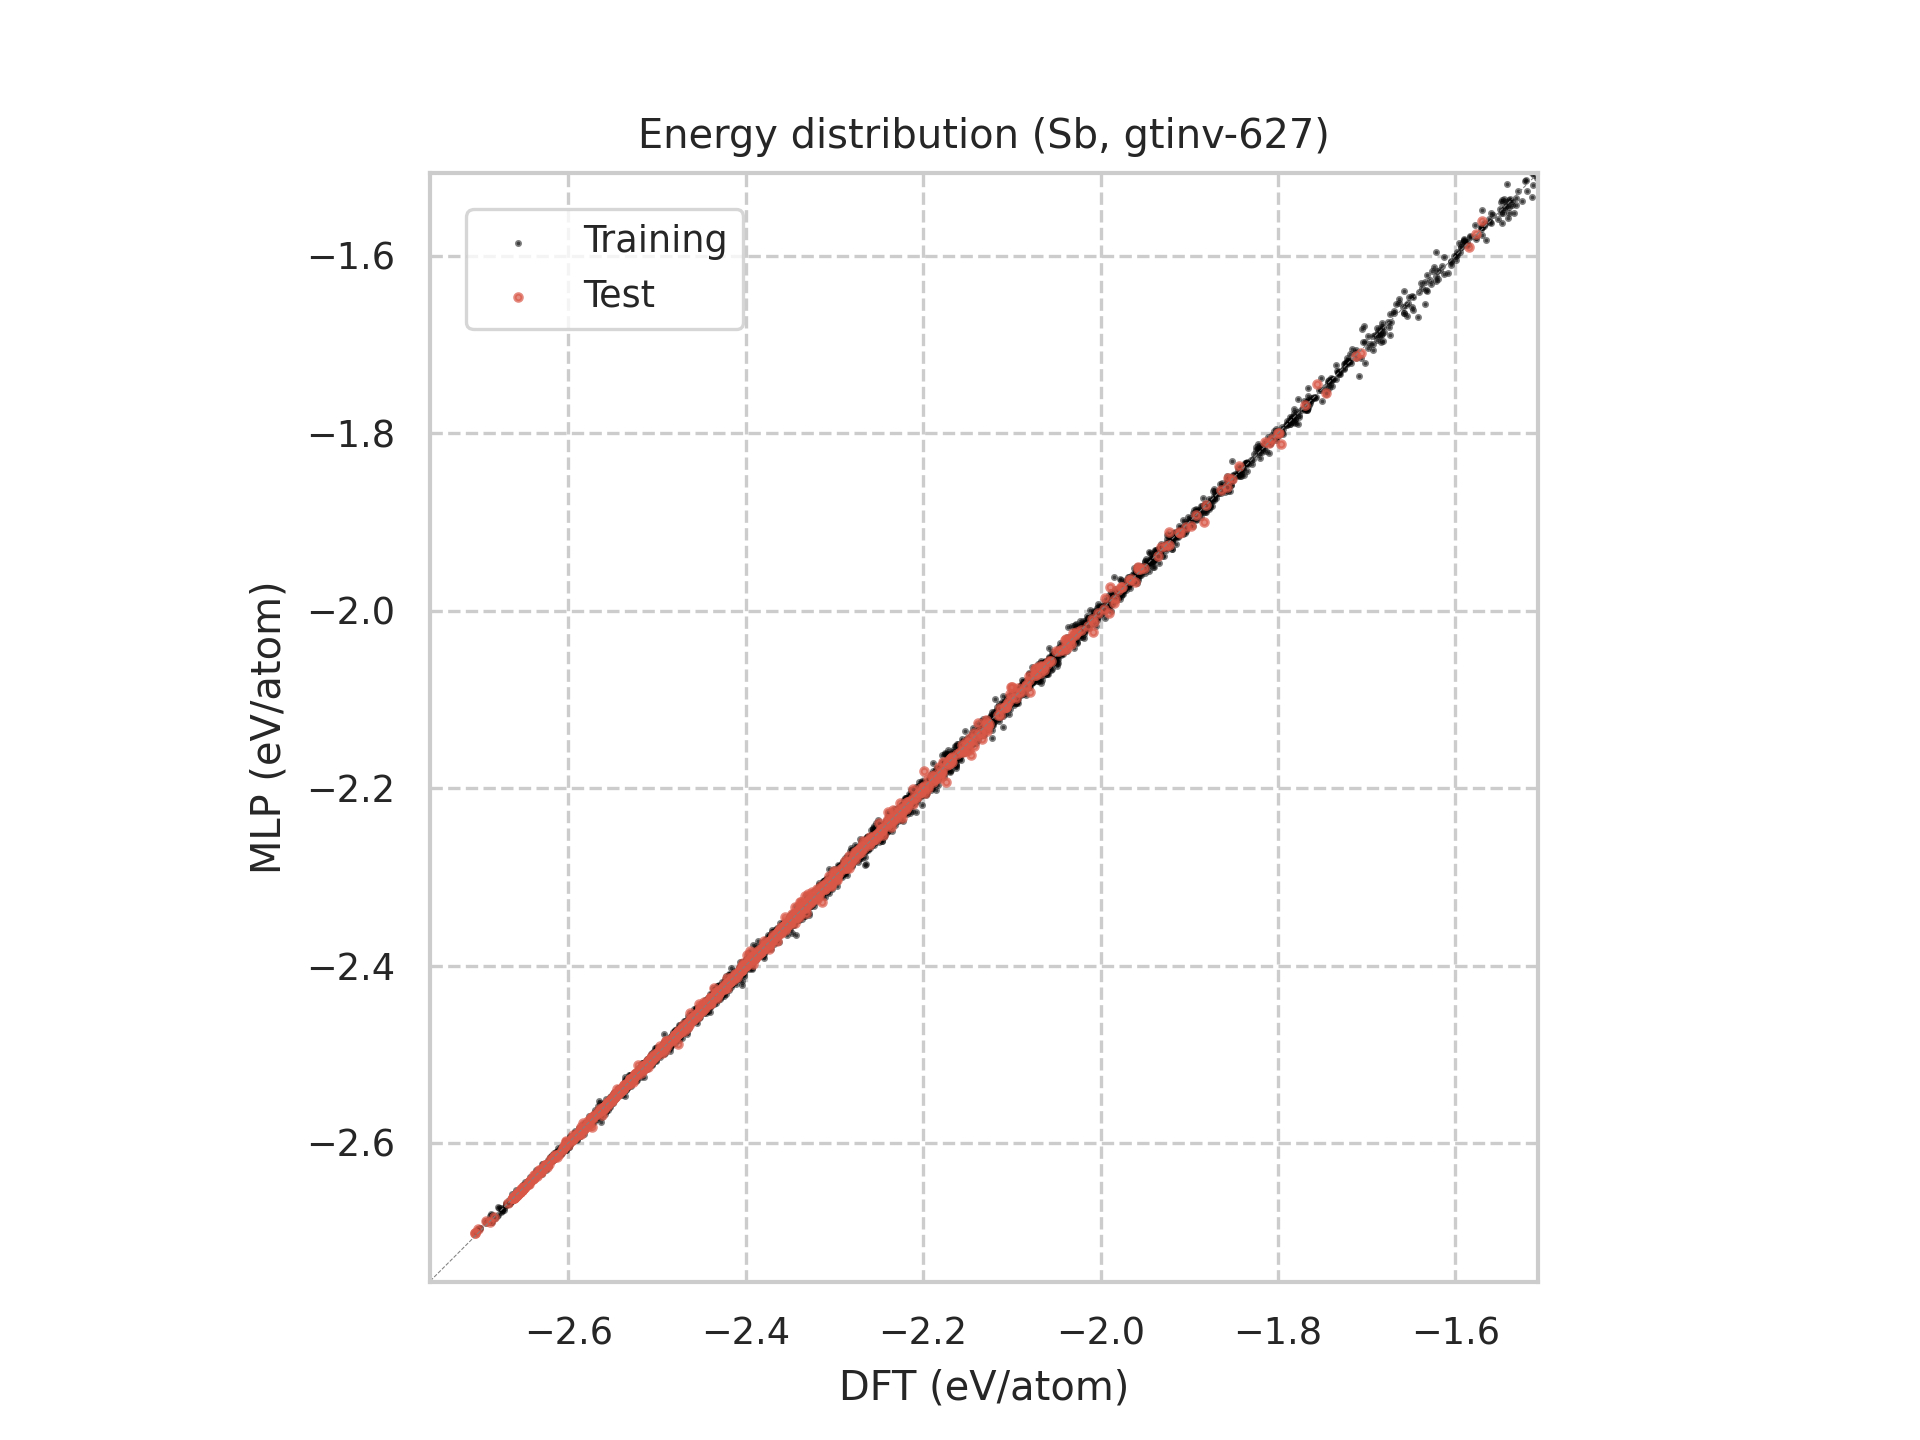 Energy distribution (Sb, gtinv-627)
Training
Test
−1.6
−1.8
−2.0
−2.2
−2.4
−2.6
MLP (eV/atom)
−2.6 −2.4 −2.2 −2.0 −1.8 −1.6
DFT (eV/atom)